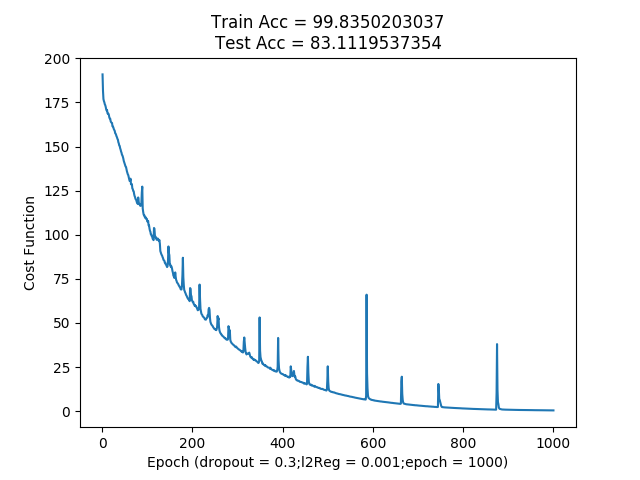 Train Acc = 99.8350203037
Test Acc = 83.1119537354
200
175
150
125
100
75
50
25
0
Cost Function
0 200 400 600 800 1000
Epoch (dropout = 0.3;l2Reg = 0.001;epoch = 1000)